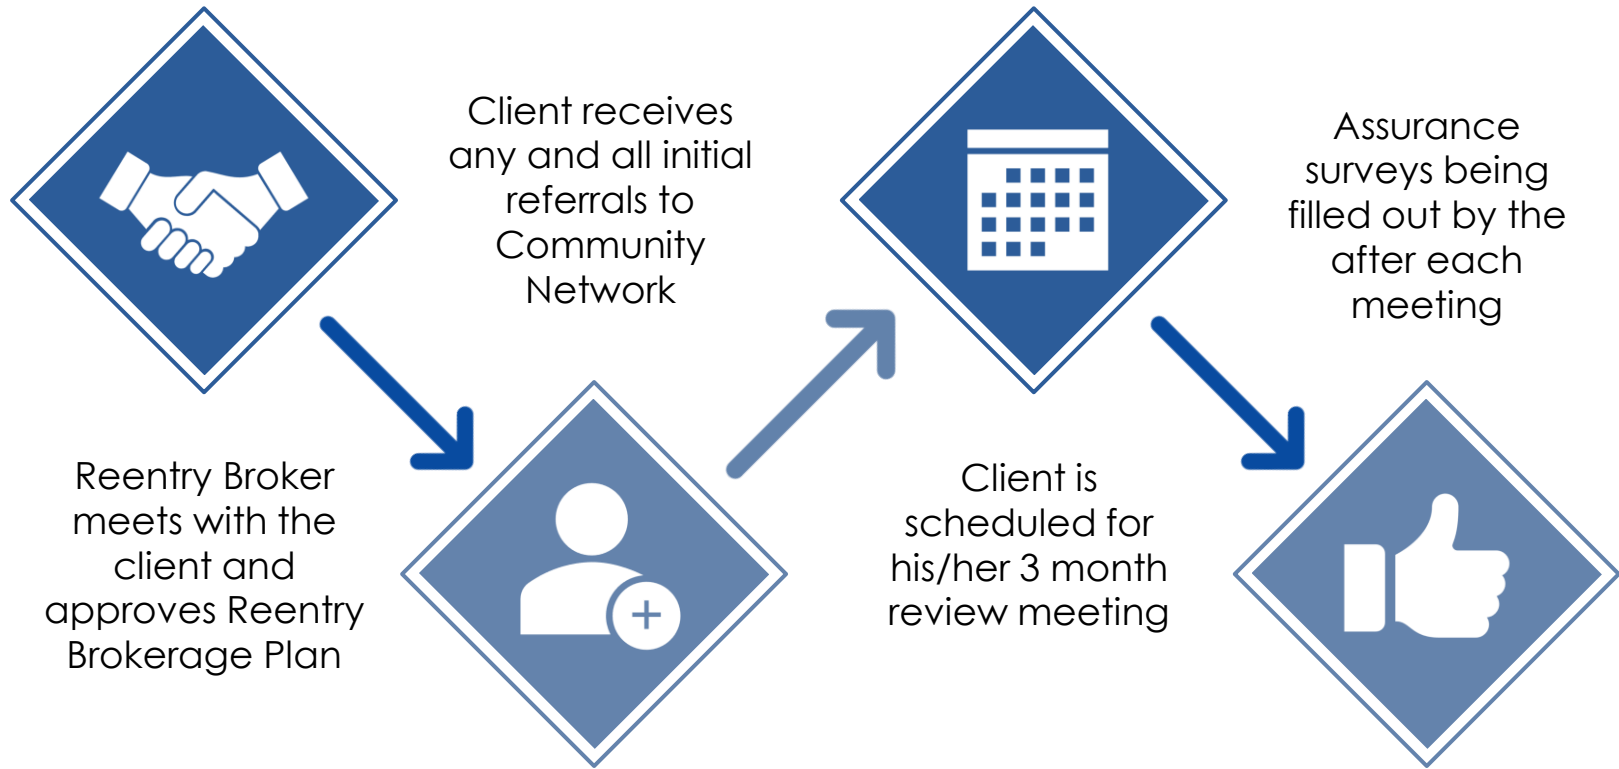 Reentry Broker
meets with the
client and
approves Reentry
Brokerage Plan
Client receives
any and all initial
referrals to
Community
Network
Client is
scheduled for
his/her 3 month
review meeting
Assurance
surveys being
filled out by the
after each
meeting